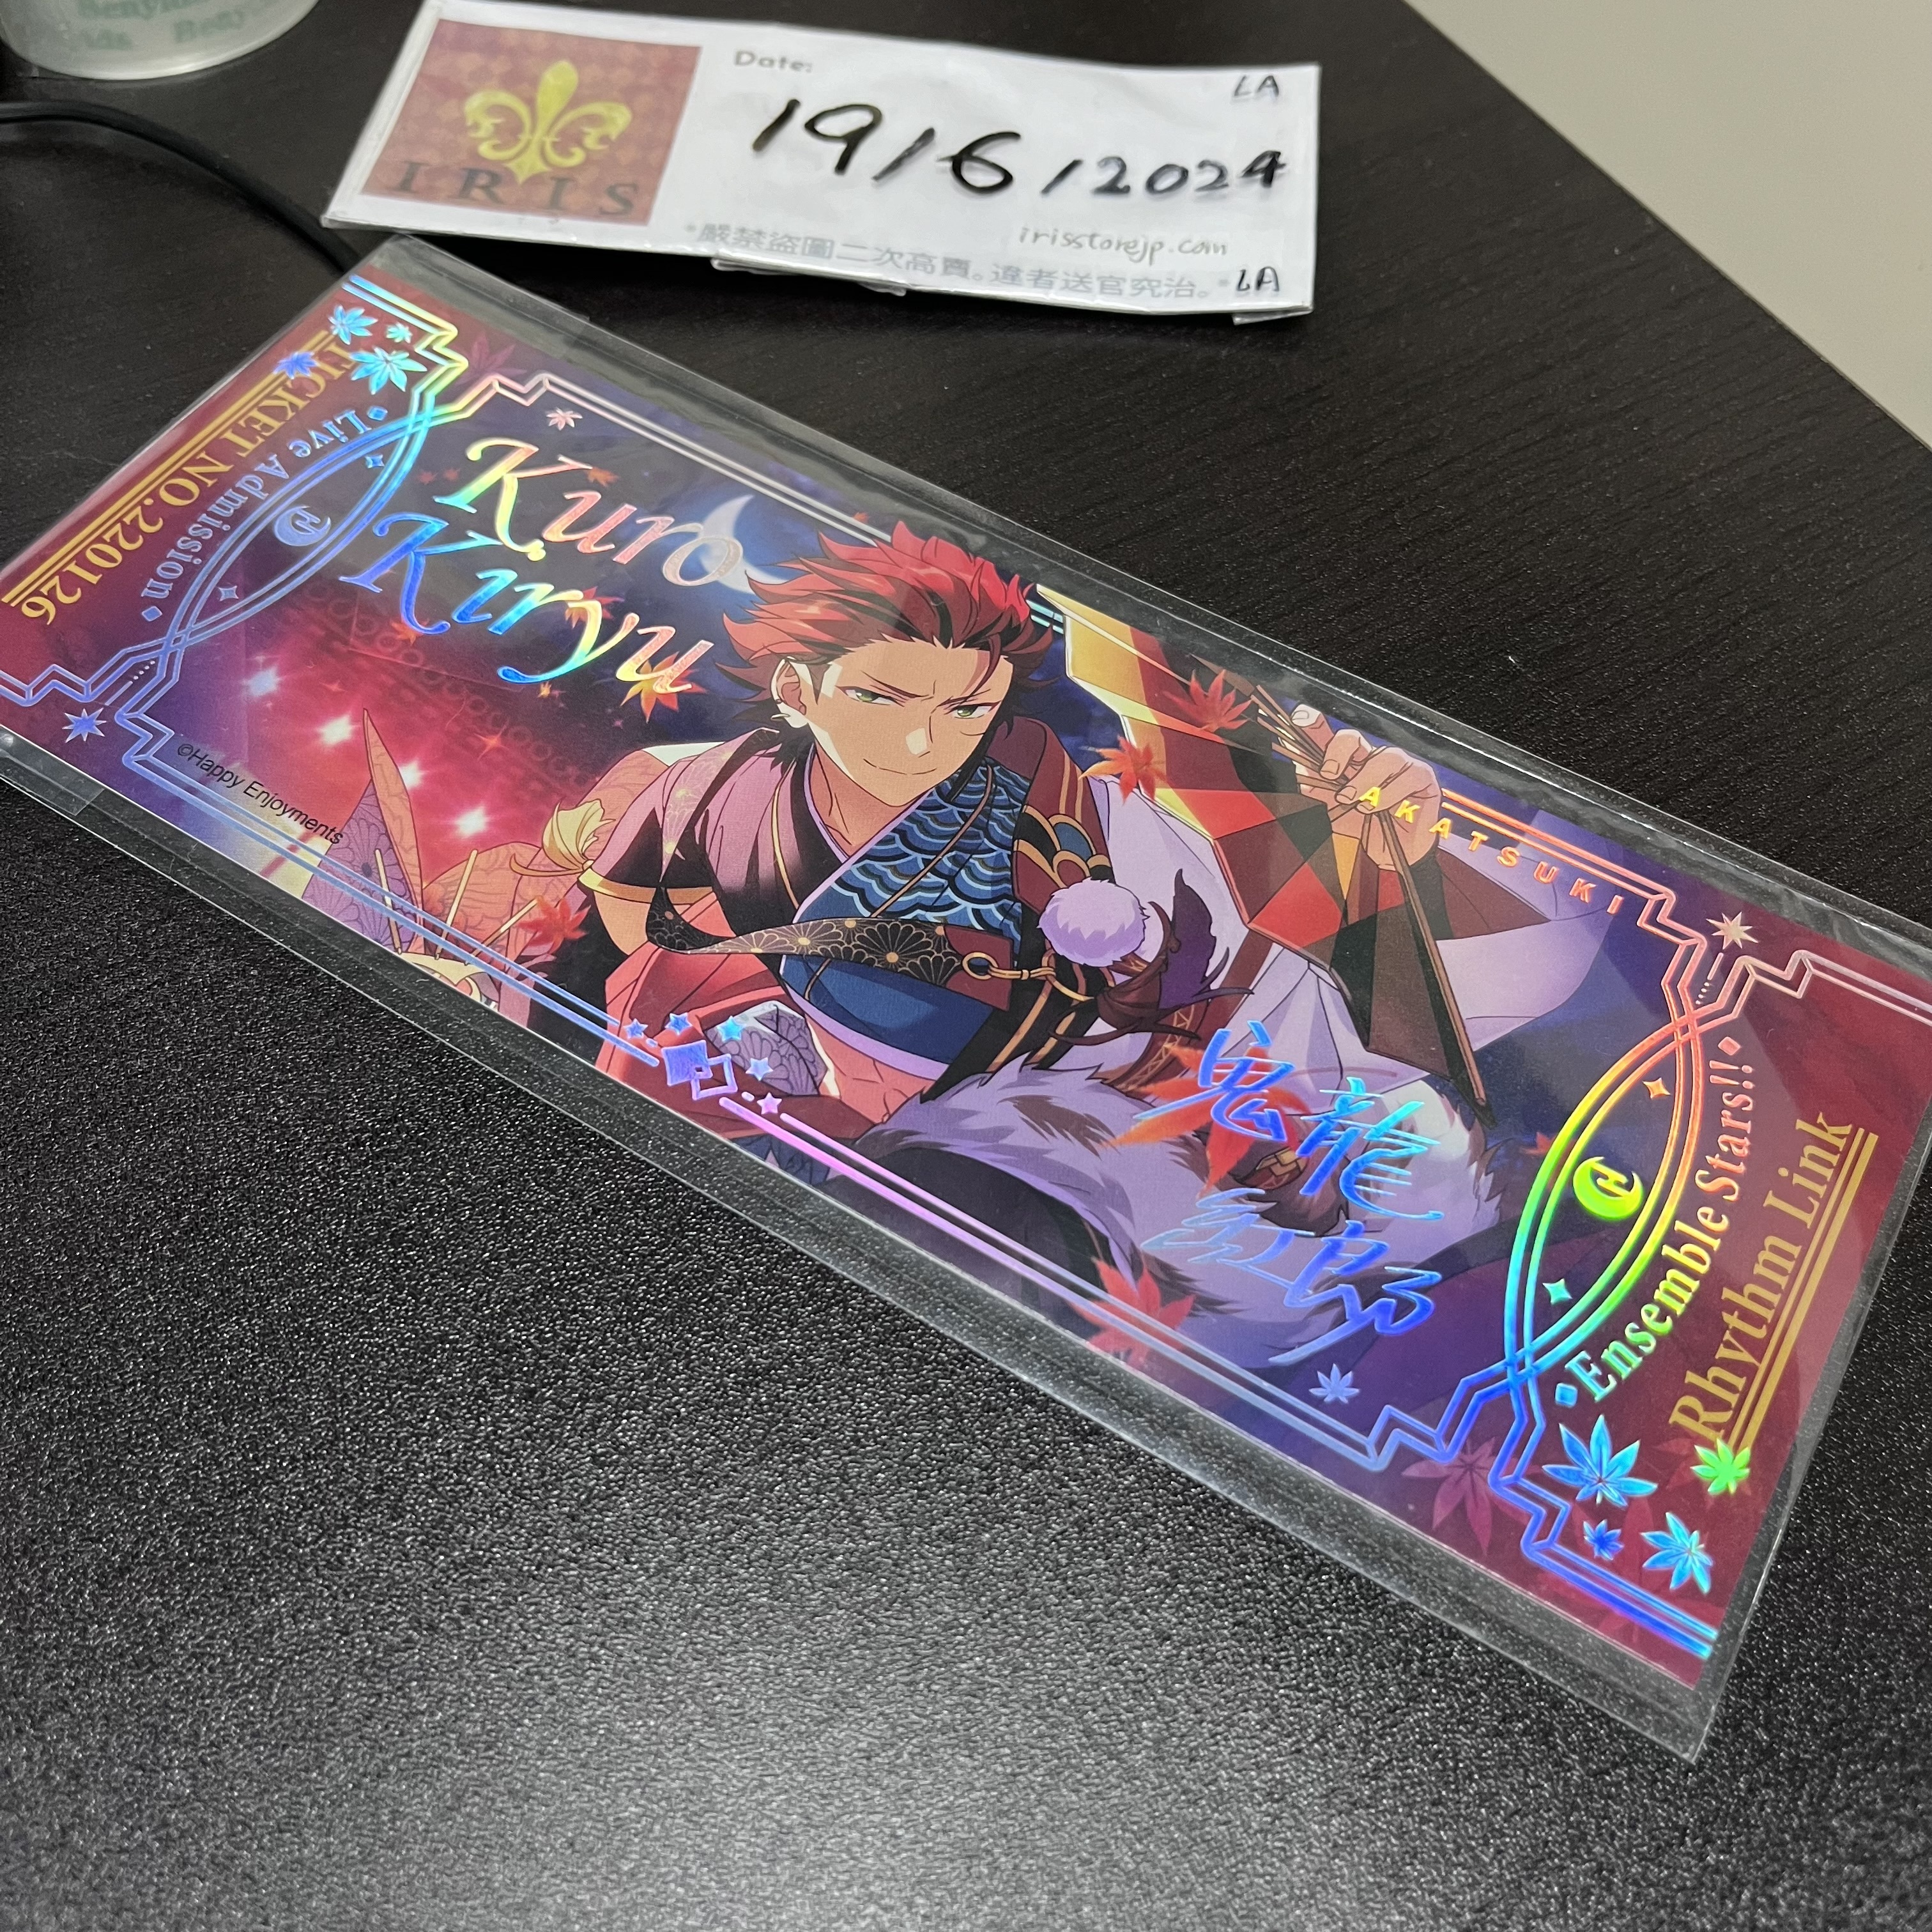 Date:
LA
19/6/2024
IRIS
irisstorejp.com
*嚴禁盜圖二次高賣。違者送官究治。*
LA
TICKET NO.220126
Live Admission
Kuro
Kiryu
©Happy Enjoyments
AKATSUKI
鬼龍
紅郎
Ensemble Stars!!
Rhythm Link